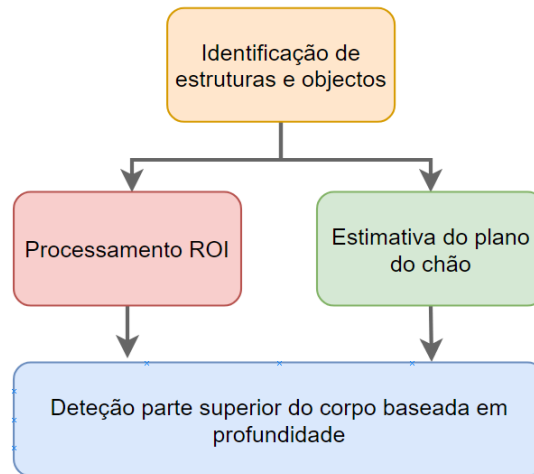 Identificação de
estruturas e objectos
Processamento ROI
Estimativa do plano
do chão
Deteção parte superior do corpo baseada em
profundidade